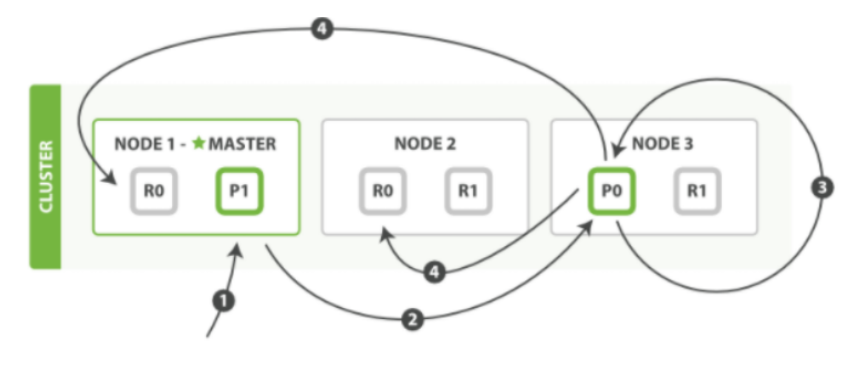 4
NODE 1 - ★ MASTER
NODE 2
NODE 3
CLUSTER
R0
P1
R0
R1
P0
R1
3
4
1
2